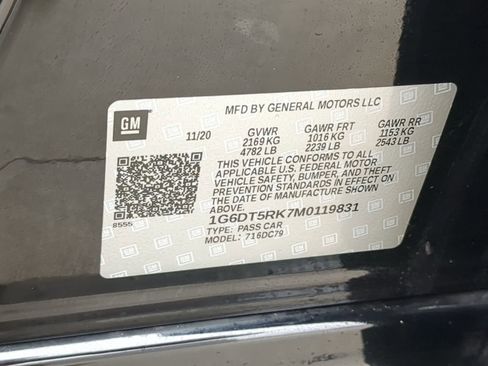 MFD BY GENERAL MOTORS LLC
GM
11/20 GVWR GAWR FRT GAWR RR
2169 KG 1016 KG 1153 KG
4782 LB 2239 LB 2543 LB
THIS VEHICLE CONFORMS TO ALL
APPLICABLE U.S. FEDERAL MOTOR
VEHICLE SAFETY, BUMPER, AND THEFT
PREVENTION STANDARDS IN EFFECT ON
THE DATE OF MANUFACTURE SHOWN
ABOVE.
1G6DT5RK7M0119831
8555
TYPE: PASS CAR
MODEL: 716DC79